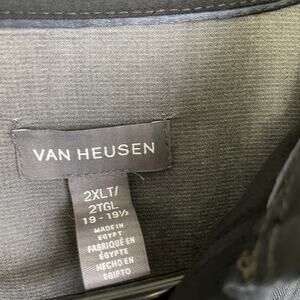 VAN HEUSEN
2XLT/
2TGL
19 - 19½
MADE IN
EGYPT
FABRIQUÉ EN
ÉGYPTE
HECHO EN
EGIPTO